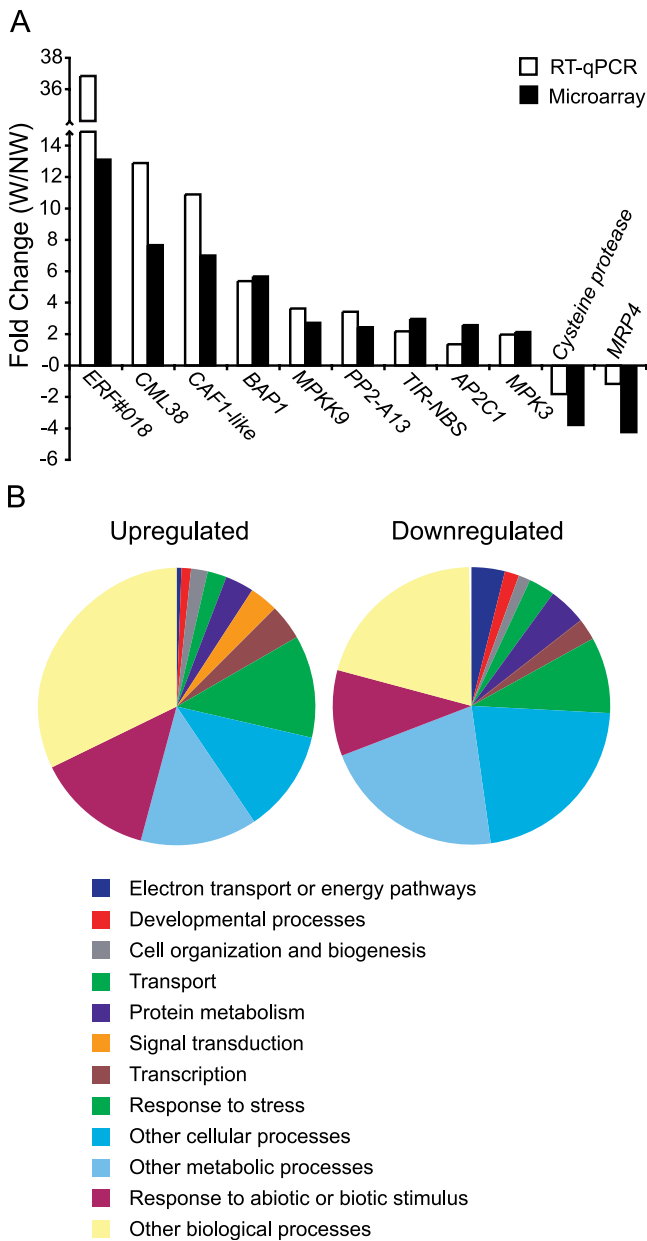 A
Fold Change (W/NW)
38
36
14
12
10
8
6
4
2
-0
-2
-4
-6
RT-qPCR
Microarray
ERF#018
CML38
CAF1-like
BAP1
MPKK9
PP2-A13
TIR-NBS
AP2C1
MPK3
Cysteine protease
MRP4
B
Upregulated
Downregulated
Electron transport or energy pathways
Developmental processes
Cell organization and biogenesis
Transport
Protein metabolism
Signal transduction
Transcription
Response to stress
Other cellular processes
Other metabolic processes
Response to abiotic or biotic stimulus
Other biological processes